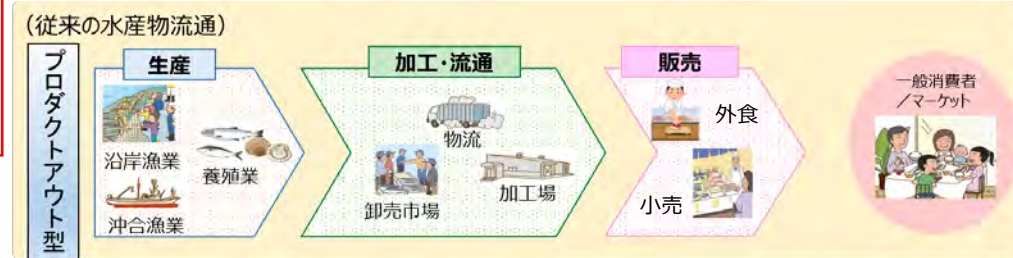 (従来の水産物流通)
プロダクトアウト型
生産
沿岸漁業
養殖業
沖合漁業
加工・流通
物流
卸売市場
加工場
販売
外食
小売
一般消費者
/マーケット